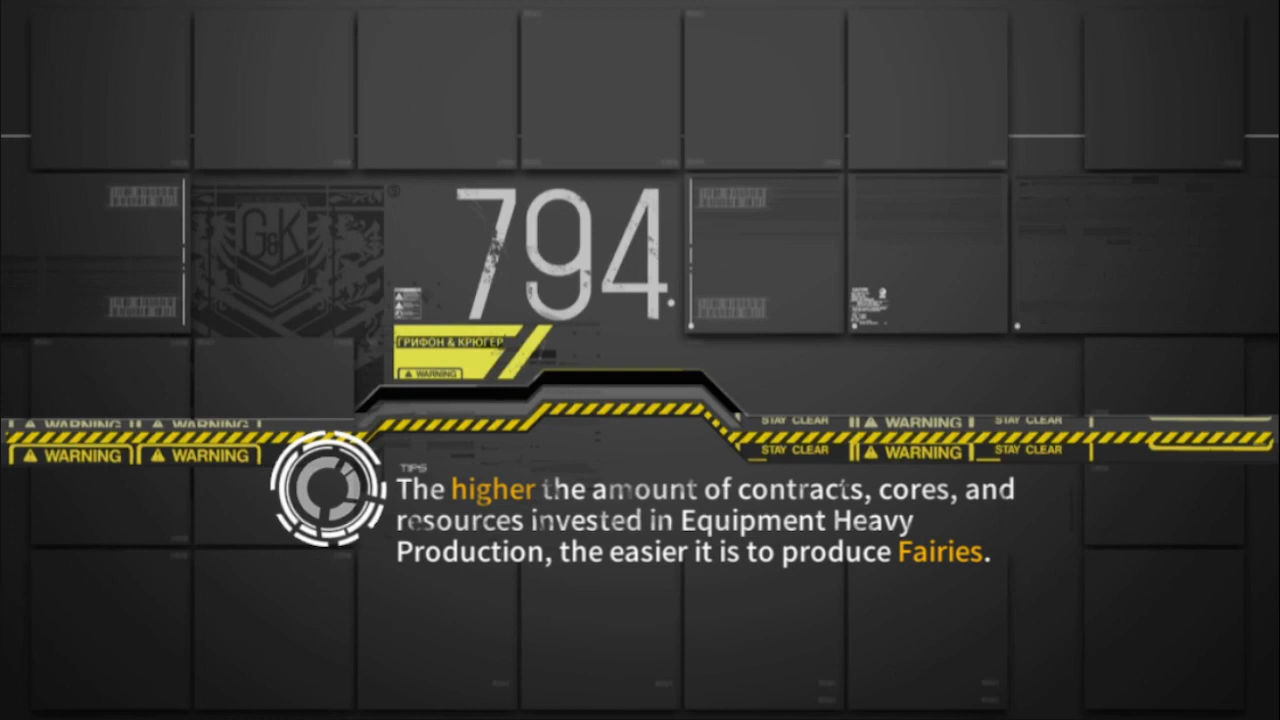 G&K
794.
ГРИФОН & КРЮГЕР
WARNING
WARNING
WARNING
STAY CLEAR
WARNING
STAY CLEAR
WARNING
WARNING
STAY CLEAR
WARNING
STAY CLEAR
TIPS
The higher the amount of contracts, cores, and
resources invested in Equipment Heavy
Production, the easier it is to produce Fairies.